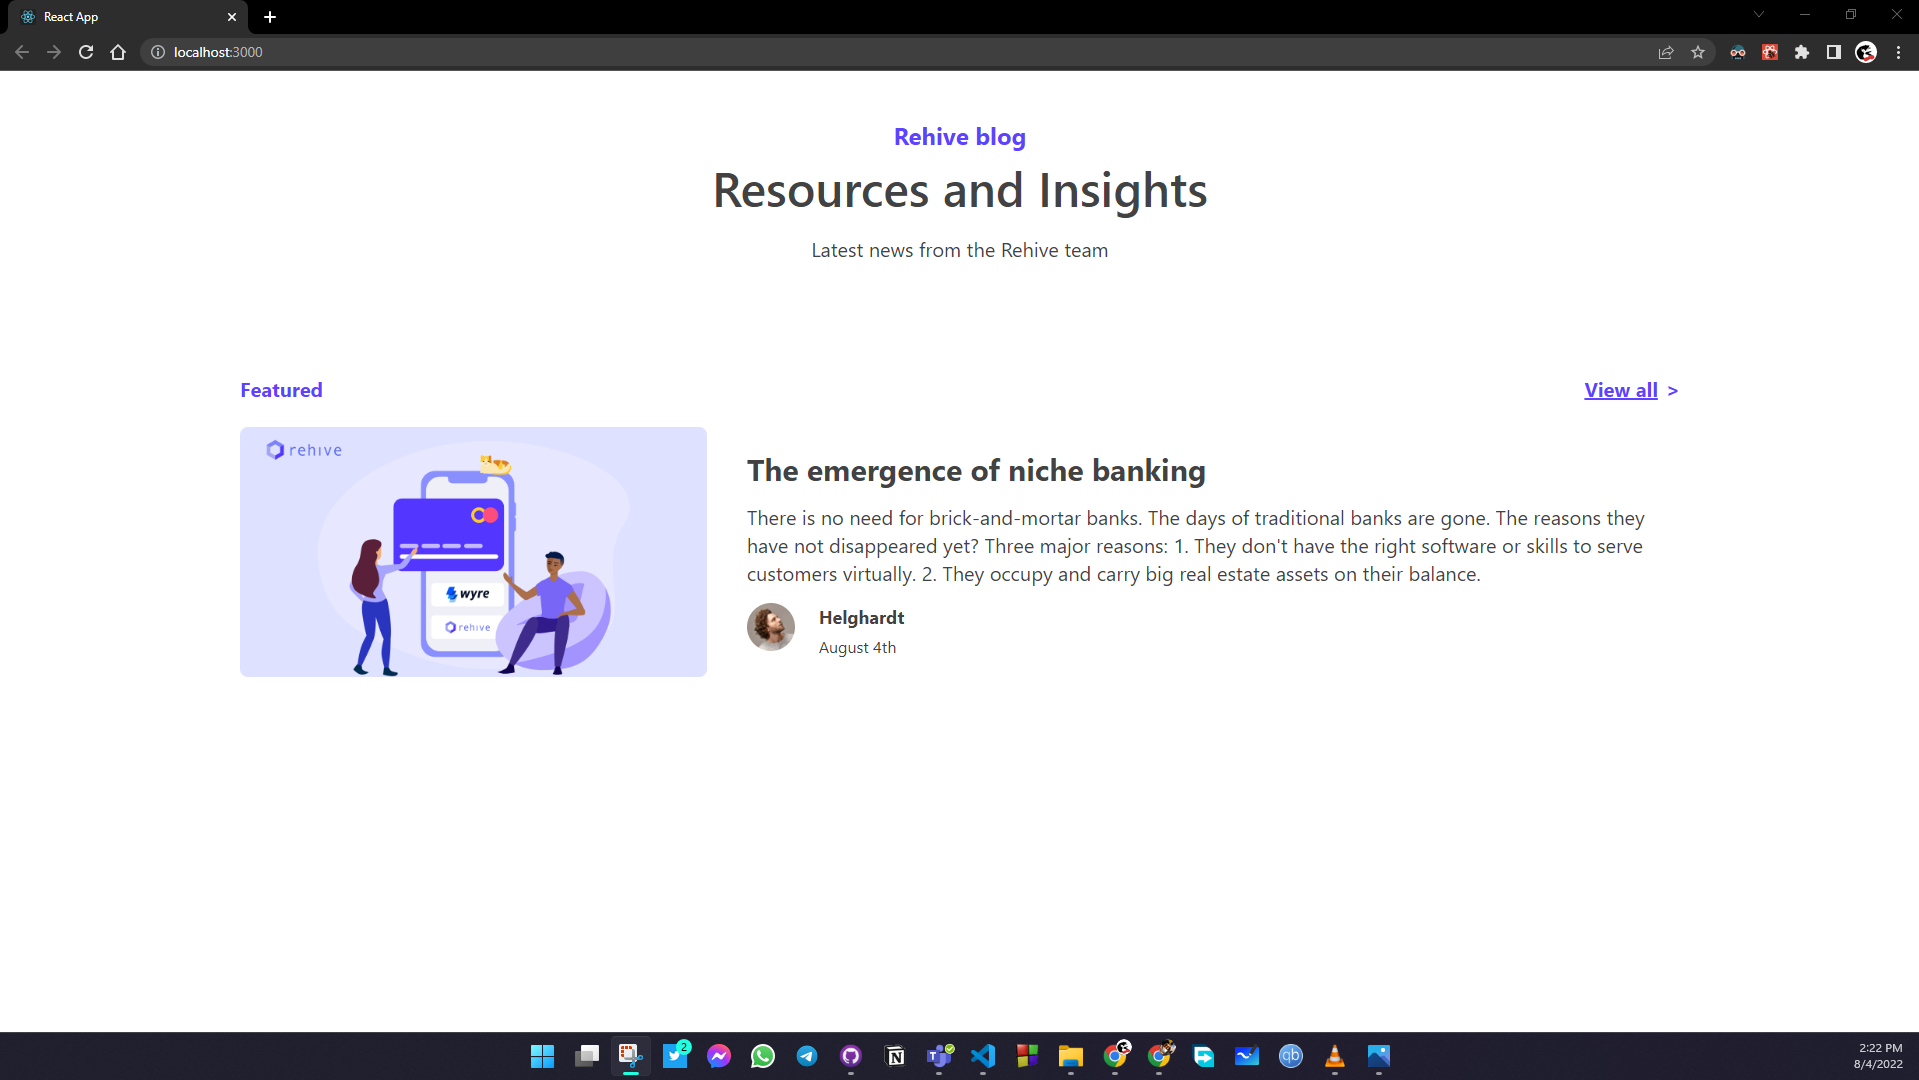 React App
localhost:3000
Rehive blog
Resources and Insights
Latest news from the Rehive team
Featured
View all >
rehive
wyre
rehive
The emergence of niche banking
There is no need for brick-and-mortar banks. The days of traditional banks are gone. The reasons they
have not disappeared yet? Three major reasons: 1. They don't have the right software or skills to serve
customers virtually. 2. They occupy and carry big real estate assets on their balance.
Helghardt
August 4th
2
N
T
qb
2:22 PM
8/4/2022